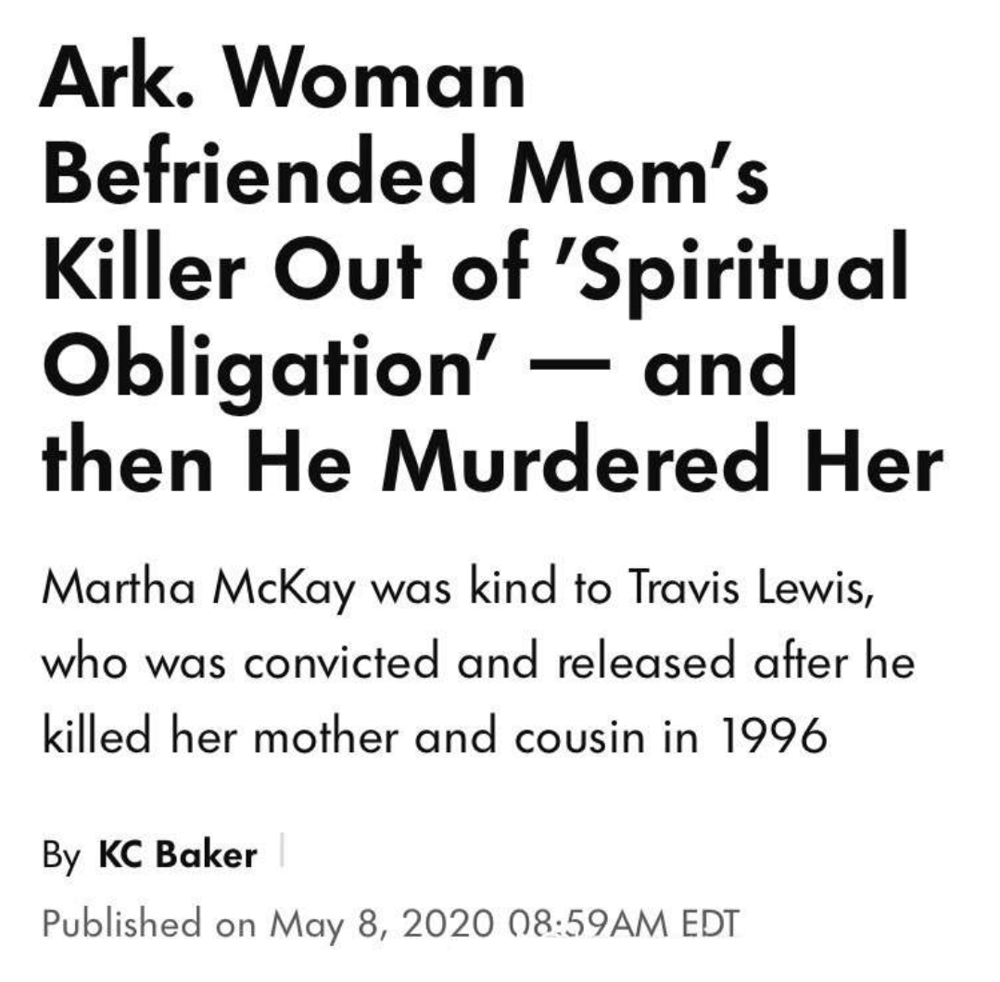 Ark. Woman
Befriended Mom’s
Killer Out of ’Spiritual
Obligation’ — and
then He Murdered Her
Martha McKay was kind to Travis Lewis,
who was convicted and released after he
killed her mother and cousin in 1996
By KC Baker
Published on May 8, 2020 08:59AM EDT